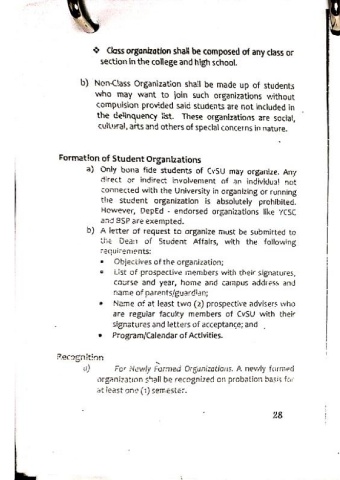 ❖ Class organization shall be composed of any class or
section in the college and high school.
b) Non-Class Organization shall be made up of students
who may want to join such organizations without
compulsion provided said students are not included in
the delinquency list. These organizations are social,
cultural, arts and others of special concerns in nature.
Formation of Student Organizations
a) Only bona fide students of CvSU may organize. Any
direct or indirect involvement of an individual not
connected with the University in organizing or running
the student organization is absolutely prohibited.
However, DepEd - endorsed organizations like YCSC
and BSP are exempted.
b) A letter of request to organize must be submitted to
the Dean of Student Affairs, with the following
requirements:
• Objectives of the organization;
• List of prospective members with their signatures,
course and year, home and campus address and
name of parents/guardian;
• Name of at least two (2) prospective advisers who
are regular faculty members of CvSU with their
signatures and letters of acceptance; and
• Program/Calendar of Activities.
Recognition
a) For Newly Formed Organizations. A newly formed
organization shall be recognized on probation basis for
at least one (1) semester.
28